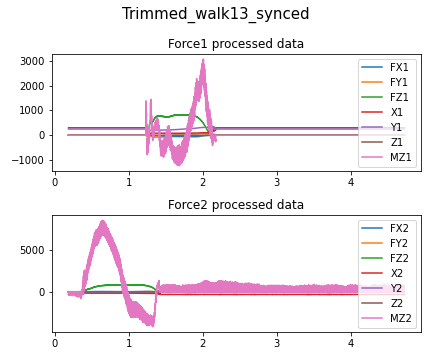 Trimmed_walk13_synced
Force1 processed data
3000
2000
1000
0
−1000
FX1
FY1
FZ1
X1
Y1
Z1
MZ1
0 1 2 3 4
Force2 processed data
5000
0
FX2
FY2
FZ2
X2
Y2
Z2
MZ2
0 1 2 3 4